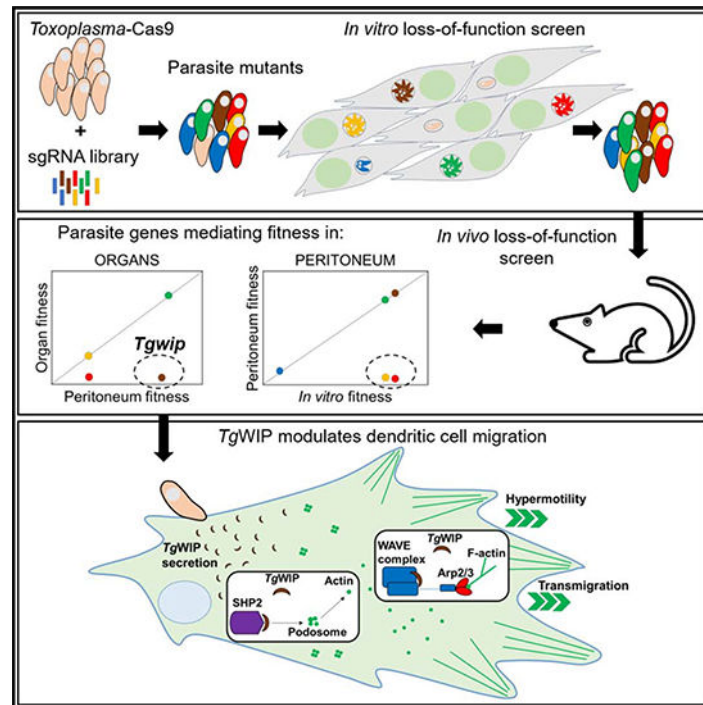 Toxoplasma-Cas9
In vitro loss-of-function screen
Parasite mutants
+
sgRNA library
Parasite genes mediating fitness in:
In vivo loss-of-function
screen
ORGANS
PERITONEUM
Organ fitness
Tgwip
Peritoneum fitness
Peritoneum fitness
In vitro fitness
TgWIP modulates dendritic cell migration
TgWIP
secretion
SHP2
TgWIP
Podosome
Actin
WAVE
complex
TgWIP
Arp2/3
F-actin
Hypermotility
Transmigration